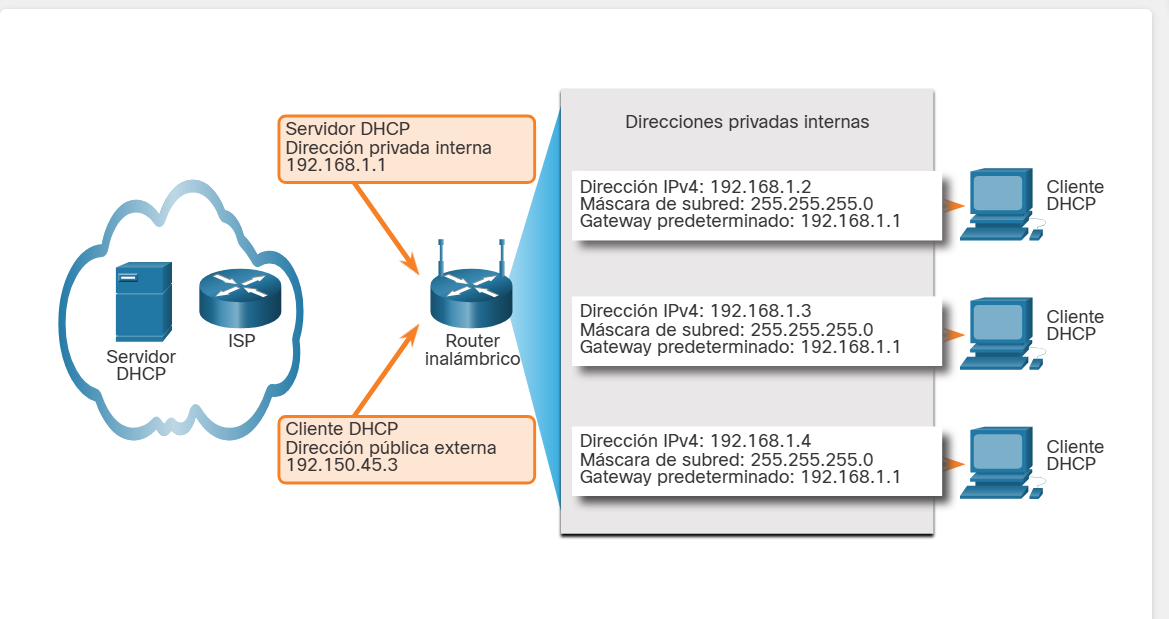 Servidor DHCP
Dirección privada interna
192.168.1.1
Servidor
DHCP
ISP
Router
inalámbrico
Cliente DHCP
Dirección pública externa
192.150.45.3
Direcciones privadas internas
Dirección IPv4: 192.168.1.2
Máscara de subred: 255.255.255.0
Gateway predeterminado: 192.168.1.1
Cliente
DHCP
Dirección IPv4: 192.168.1.3
Máscara de subred: 255.255.255.0
Gateway predeterminado: 192.168.1.1
Cliente
DHCP
Dirección IPv4: 192.168.1.4
Máscara de subred: 255.255.255.0
Gateway predeterminado: 192.168.1.1
Cliente
DHCP